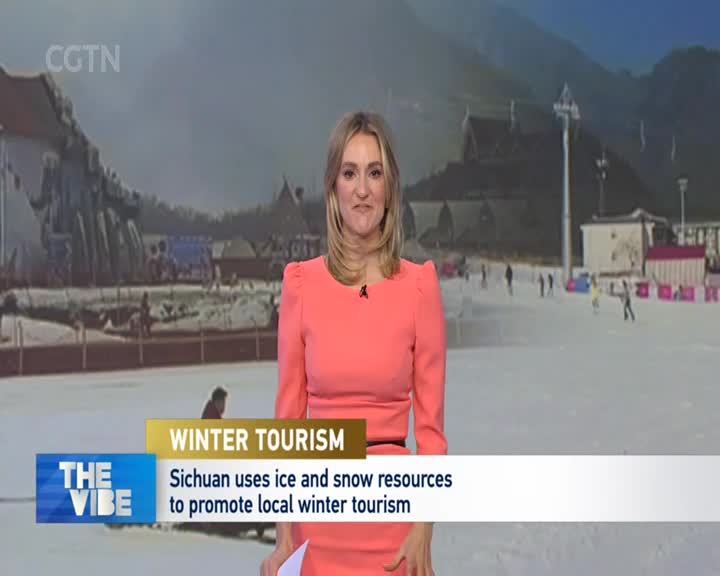 CGTN
WINTER TOURISM
THE
VIBE
Sichuan uses ice and snow resources
to promote local winter tourism